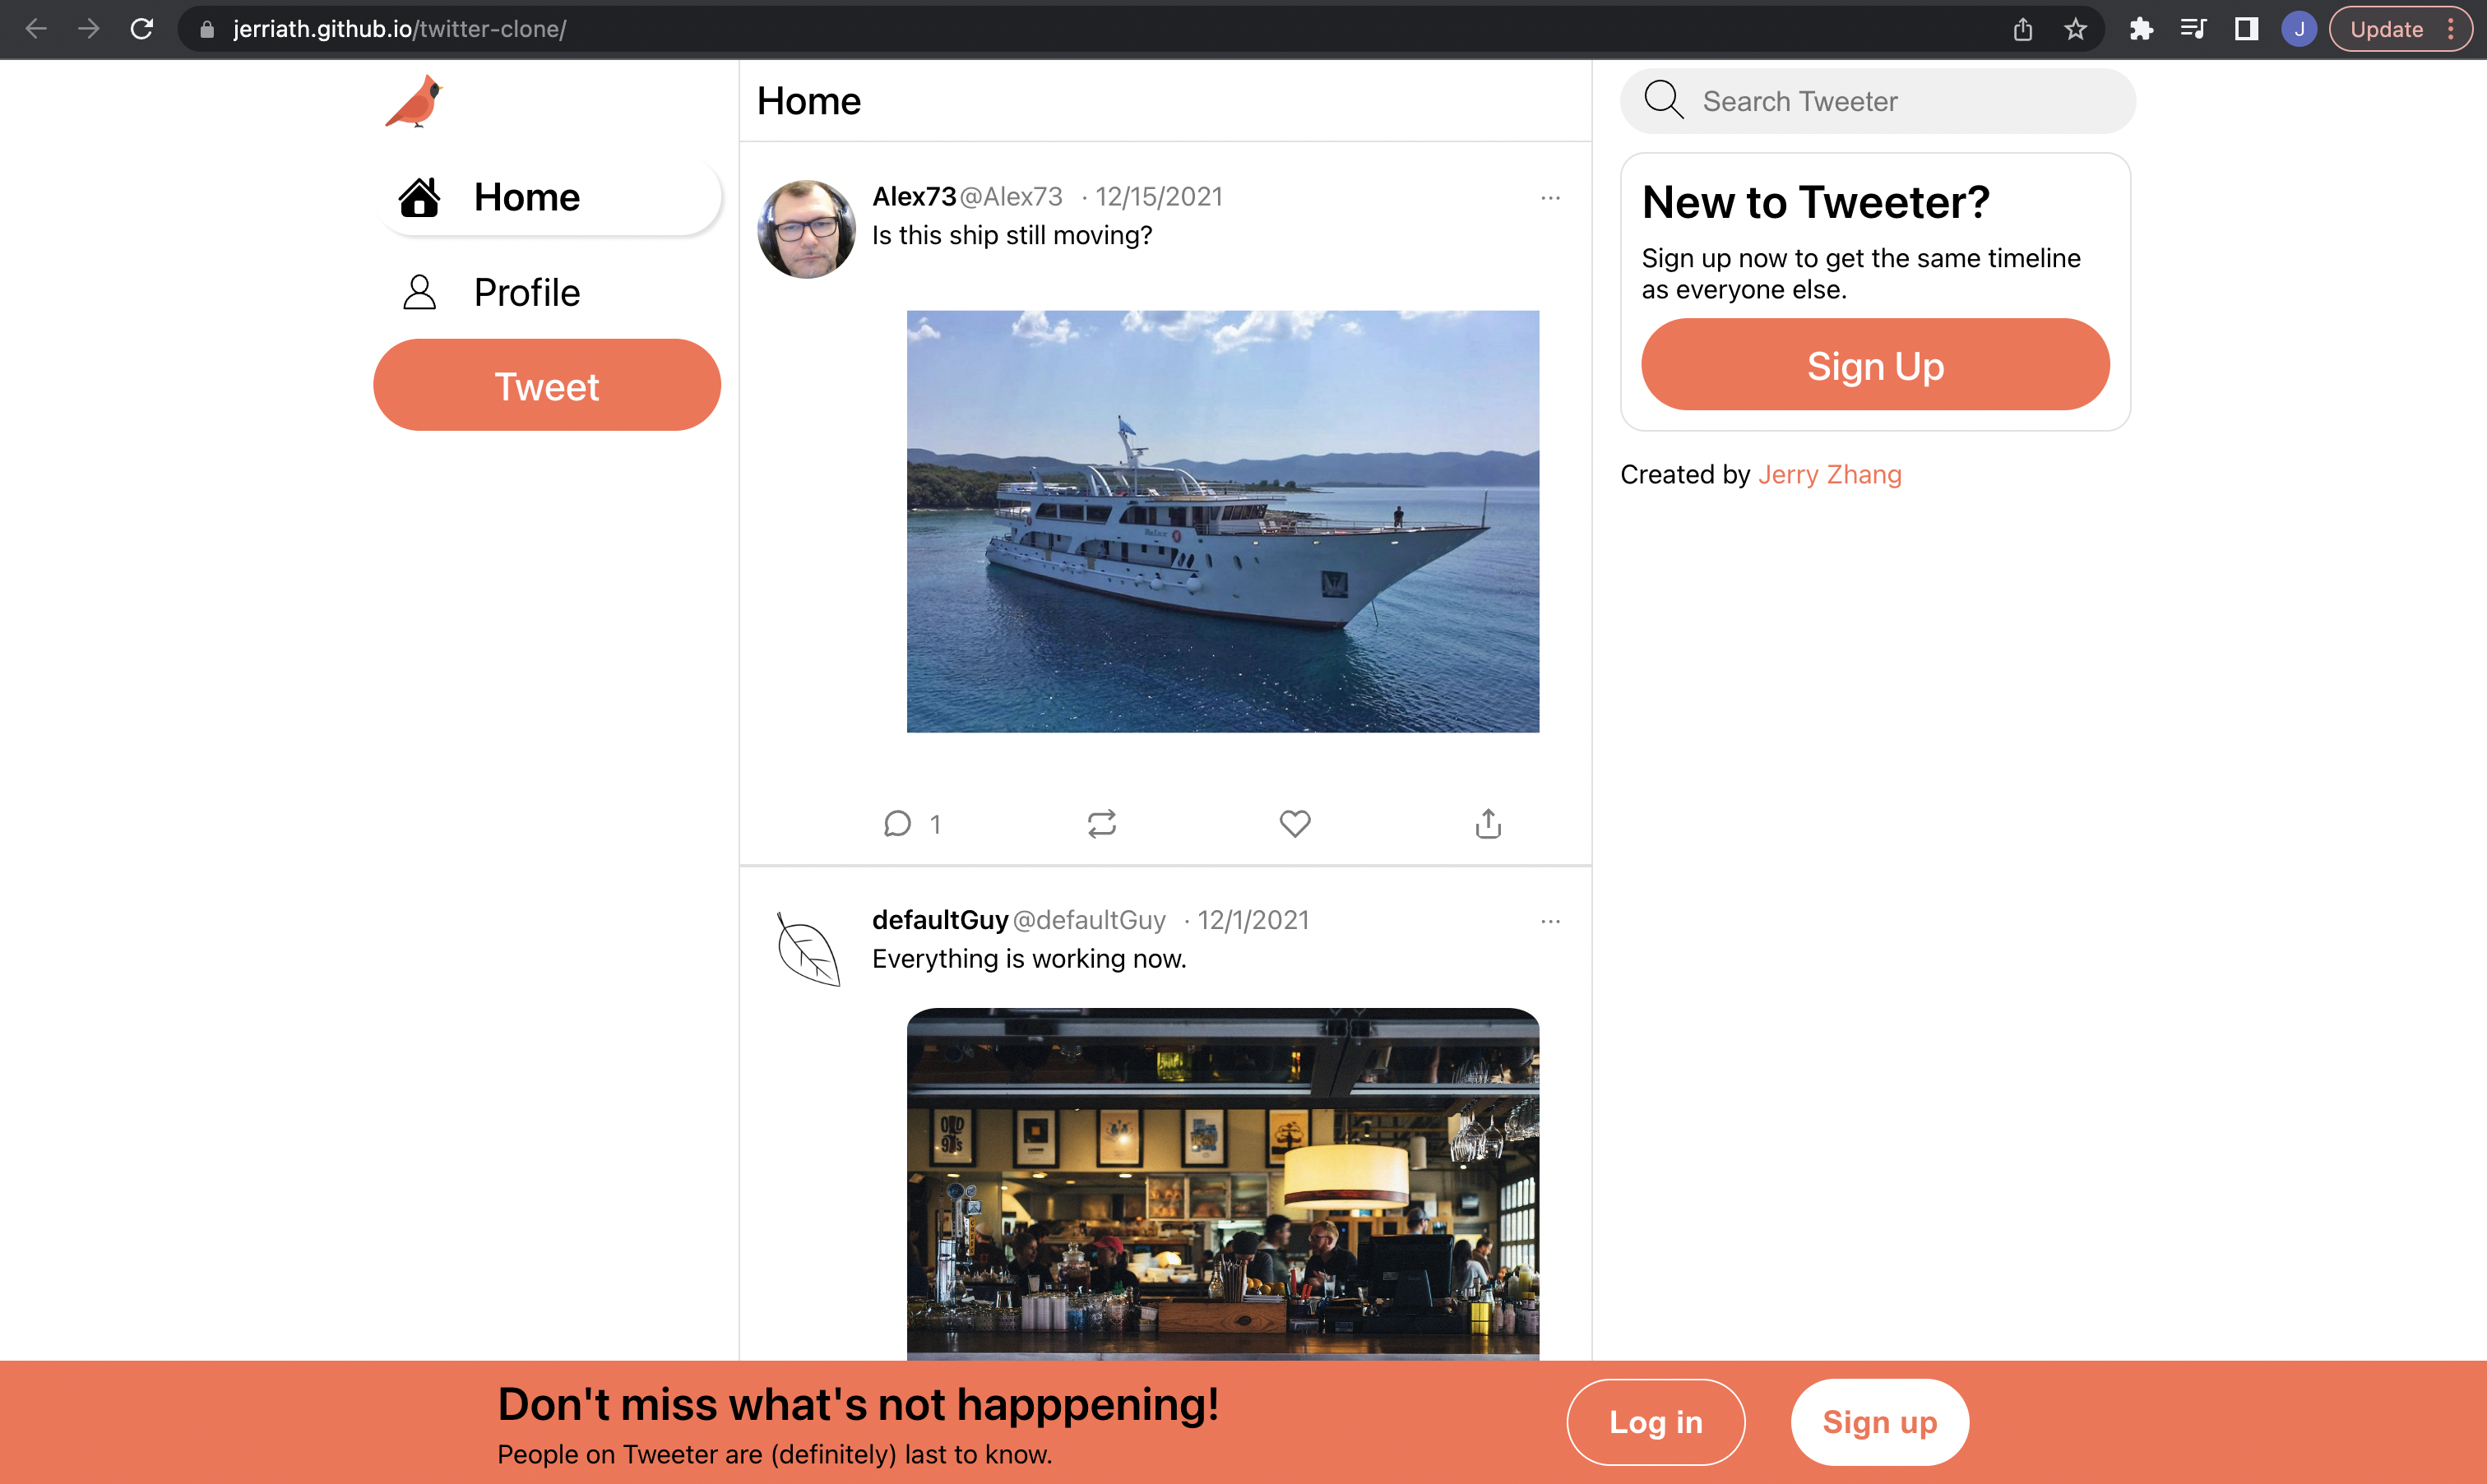 jerriath.github.io/twitter-clone/
J
Update
Home
Profile
Tweet
Home
Alex73@Alex73 · 12/15/2021
...
Is this ship still moving?
1
defaultGuy@defaultGuy · 12/1/2021
...
Everything is working now.
OLD
Search Tweeter
New to Tweeter?
Sign up now to get the same timeline
as everyone else.
Sign Up
Created by Jerry Zhang
Don't miss what's not happpening!
People on Tweeter are (definitely) last to know.
Log in
Sign up